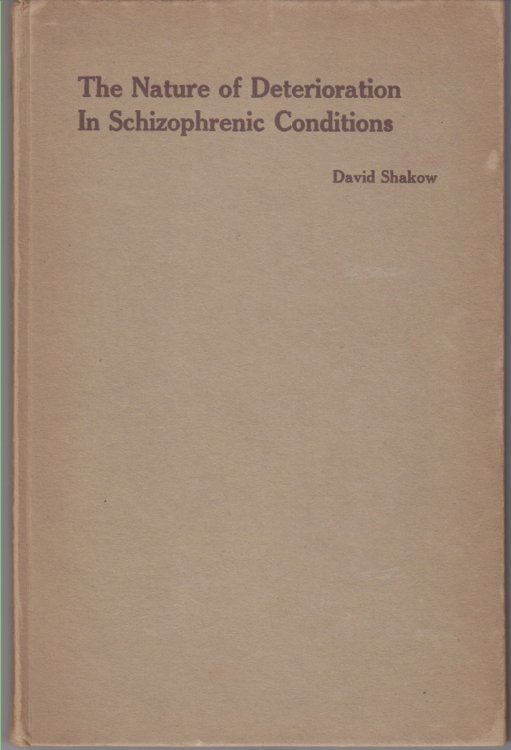 The Nature of Deterioration
In Schizophrenic Conditions
David Shakow